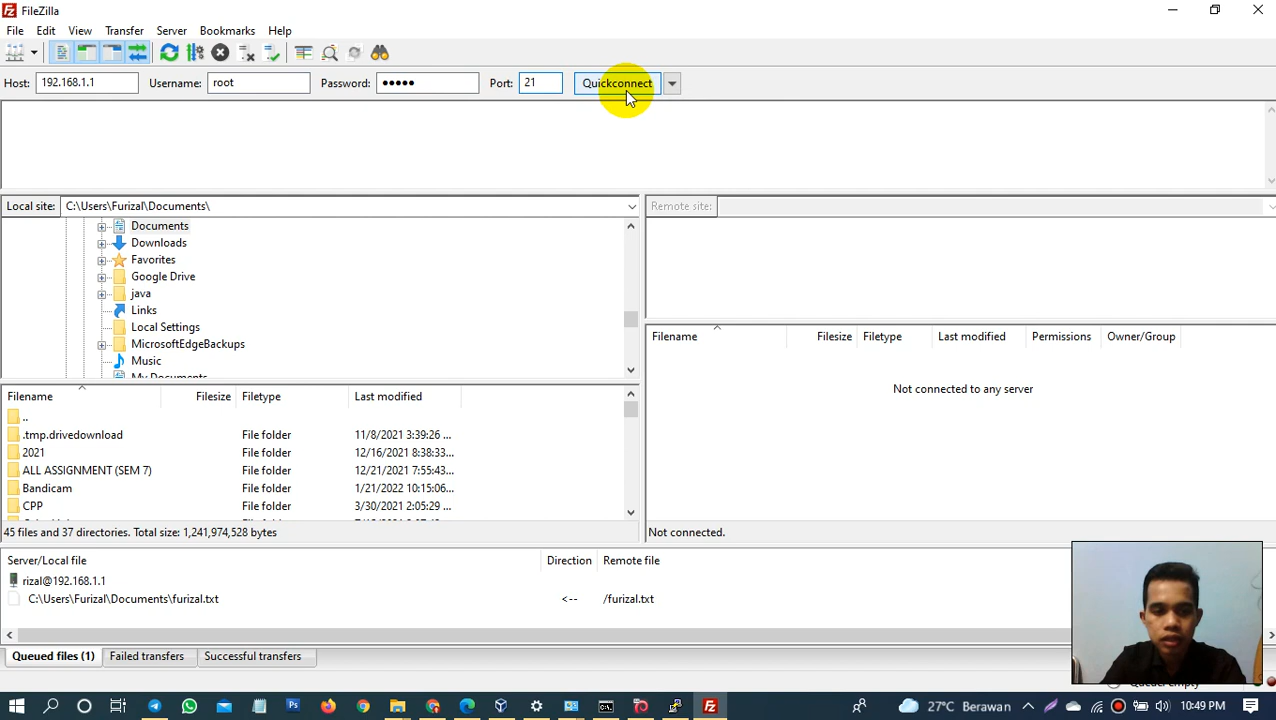 FileZilla
File Edit View Transfer Server Bookmarks Help
Host: 192.168.1.1 Username: root Password: ••••• Port: 21 Quickconnect
Local site: C:\Users\Furizal\Documents\
Remote site:
Documents
Downloads
Favorites
Google Drive
java
Links
Local Settings
MicrosoftEdgeBackups
Music
My Documents
Filename Filesize Filetype Last modified
..
.tmp.drivedownload File folder 11/8/2021 3:39:26 ...
2021 File folder 12/16/2021 8:38:33...
ALL ASSIGNMENT (SEM 7) File folder 12/21/2021 7:55:43...
Bandicam File folder 1/21/2022 10:15:06...
CPP File folder 3/30/2021 2:05:29 ...
45 files and 37 directories. Total size: 1,241,974,528 bytes
Filename Filesize Filetype Last modified Permissions Owner/Group
Not connected to any server
Not connected.
Server/Local file Direction Remote file
rizal@192.168.1.1
C:\Users\Furizal\Documents\furizal.txt <-- /furizal.txt
Queued files (1) Failed transfers Successful transfers
27°C Berawan 10:49 PM